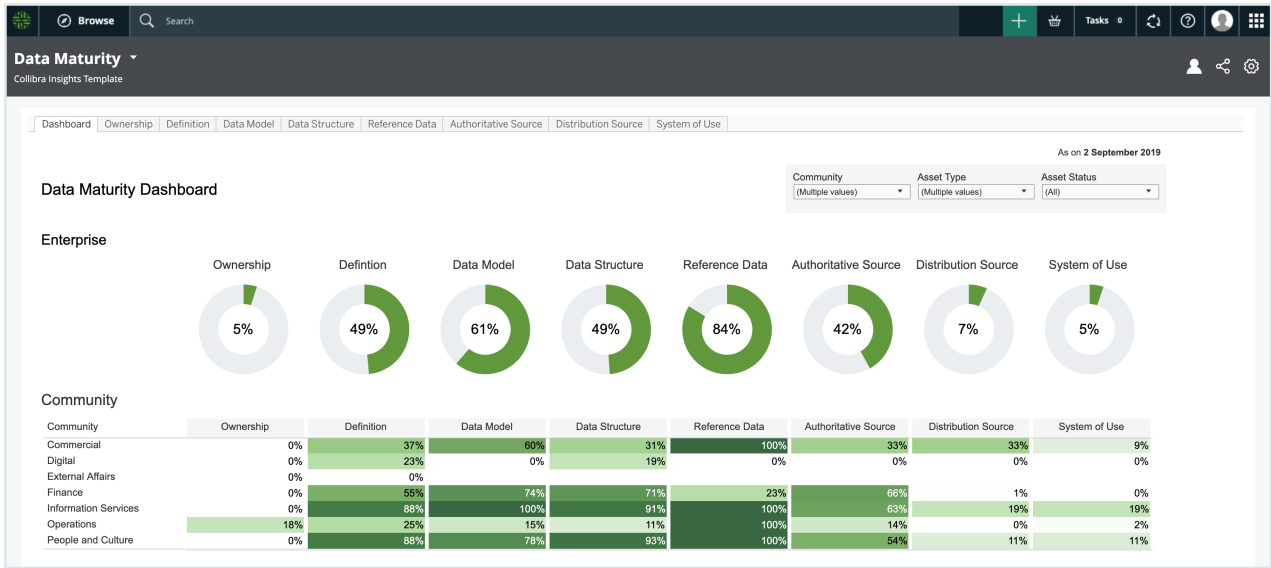 Browse Search Tasks 0
Data Maturity
Collibra Insights Template
Dashboard Ownership Definition Data Model Data Structure Reference Data Authoritative Source Distribution Source System of Use
As on 2 September 2019
Community Asset Type Asset Status
(Multiple values) (Multiple values) (All)
Data Maturity Dashboard
Enterprise
Ownership Defintion Data Model Data Structure Reference Data Authoritative Source Distribution Source System of Use
5% 49% 61% 49% 84% 42% 7% 5%
Community
Community Ownership Definition Data Model Data Structure Reference Data Authoritative Source Distribution Source System of Use
Commercial 0% 37% 60% 31% 100% 33% 33% 9%
Digital 0% 23% 0% 19% 0% 0% 0% 0%
External Affairs 0% 0%
Finance 0% 55% 74% 71% 23% 66% 1% 0%
Information Services 0% 88% 100% 91% 100% 63% 19% 19%
Operations 18% 25% 15% 11% 100% 14% 0% 2%
People and Culture 0% 88% 78% 93% 100% 54% 11% 11%